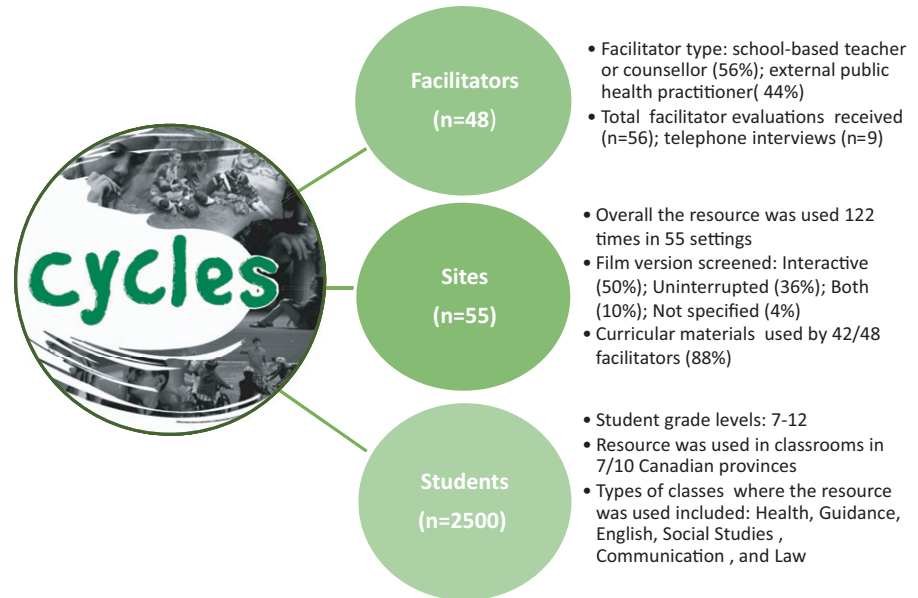 cycles
Facilitators
(n=48)
• Facilitator type: school-based teacher
or counsellor (56%); external public
health practitioner( 44%)
• Total facilitator evaluations received
(n=56); telephone interviews (n=9)
Sites
(n=55)
• Overall the resource was used 122
times in 55 settings
• Film version screened: Interactive
(50%); Uninterrupted (36%); Both
(10%); Not specified (4%)
• Curricular materials used by 42/48
facilitators (88%)
Students
(n=2500)
• Student grade levels: 7-12
• Resource was used in classrooms in
7/10 Canadian provinces
• Types of classes where the resource
was used included: Health, Guidance,
English, Social Studies ,
Communication , and Law